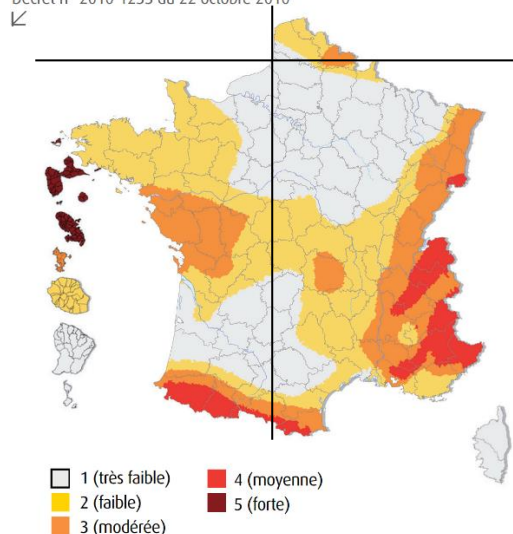 Décret n° 2010-1255 du 22 octobre 2010
1 (très faible)
2 (faible)
3 (modérée)
4 (moyenne)
5 (forte)